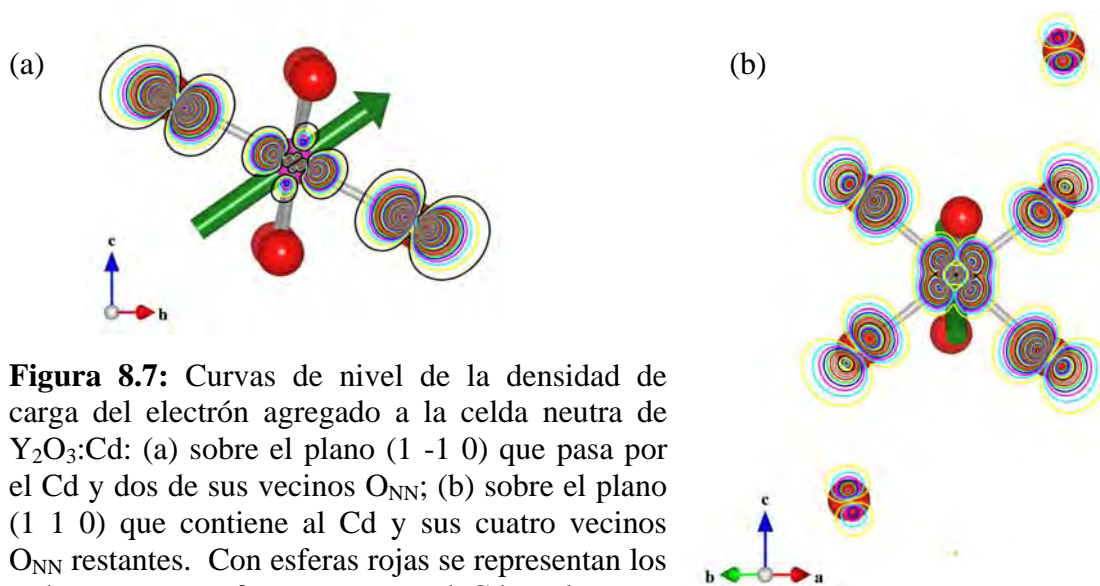 (a)
(b)
c
b
c
b
a
Figura 8.7: Curvas de nivel de la densidad de
carga del electrón agregado a la celda neutra de
Y₂O₃:Cd: (a) sobre el plano (1 -1 0) que pasa por
el Cd y dos de sus vecinos O_NN; (b) sobre el plano
(1 1 0) que contiene al Cd y sus cuatro vecinos
O_NN restantes. Con esferas rojas se representan los